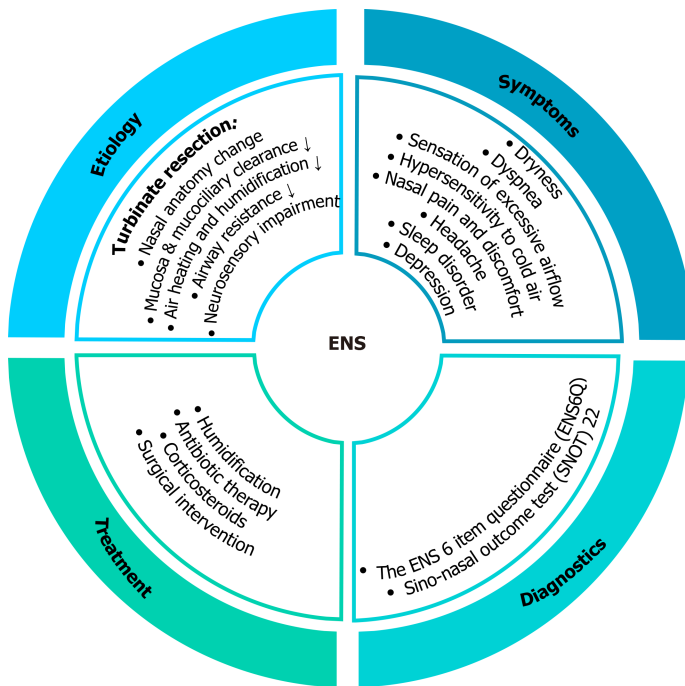 Etiology
Turbinate resection:
• Nasal anatomy change
• Mucosa & mucociliary clearance ↓
• Air heating and humidification ↓
• Airway resistance ↓
• Neurosensory impairment
Symptoms
• Dryness
• Dyspnea
• Sensation of excessive airflow
• Hypersensitivity to cold air
• Nasal pain and discomfort
• Headache
• Sleep disorder
• Depression
ENS
Treatment
• Humidification
• Antibiotic therapy
• Corticosteroids
• Surgical intervention
Diagnostics
• The ENS 6 item questionnaire (ENS6Q)
• Sino-nasal outcome test (SNOT) 22